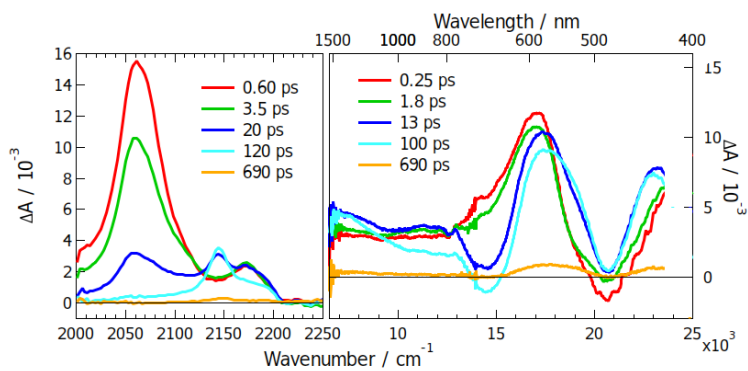 Wavelength / nm
1500 1000 800 600 500 400
16
14
12
10
8
6
4
2
0
ΔA / 10⁻³
0.60 ps
3.5 ps
20 ps
120 ps
690 ps
2000 2050 2100 2150 2200 2250
0.25 ps
1.8 ps
13 ps
100 ps
690 ps
15
10
5
0
ΔA / 10⁻³
10 15 20 25
x10³
Wavenumber / cm⁻¹